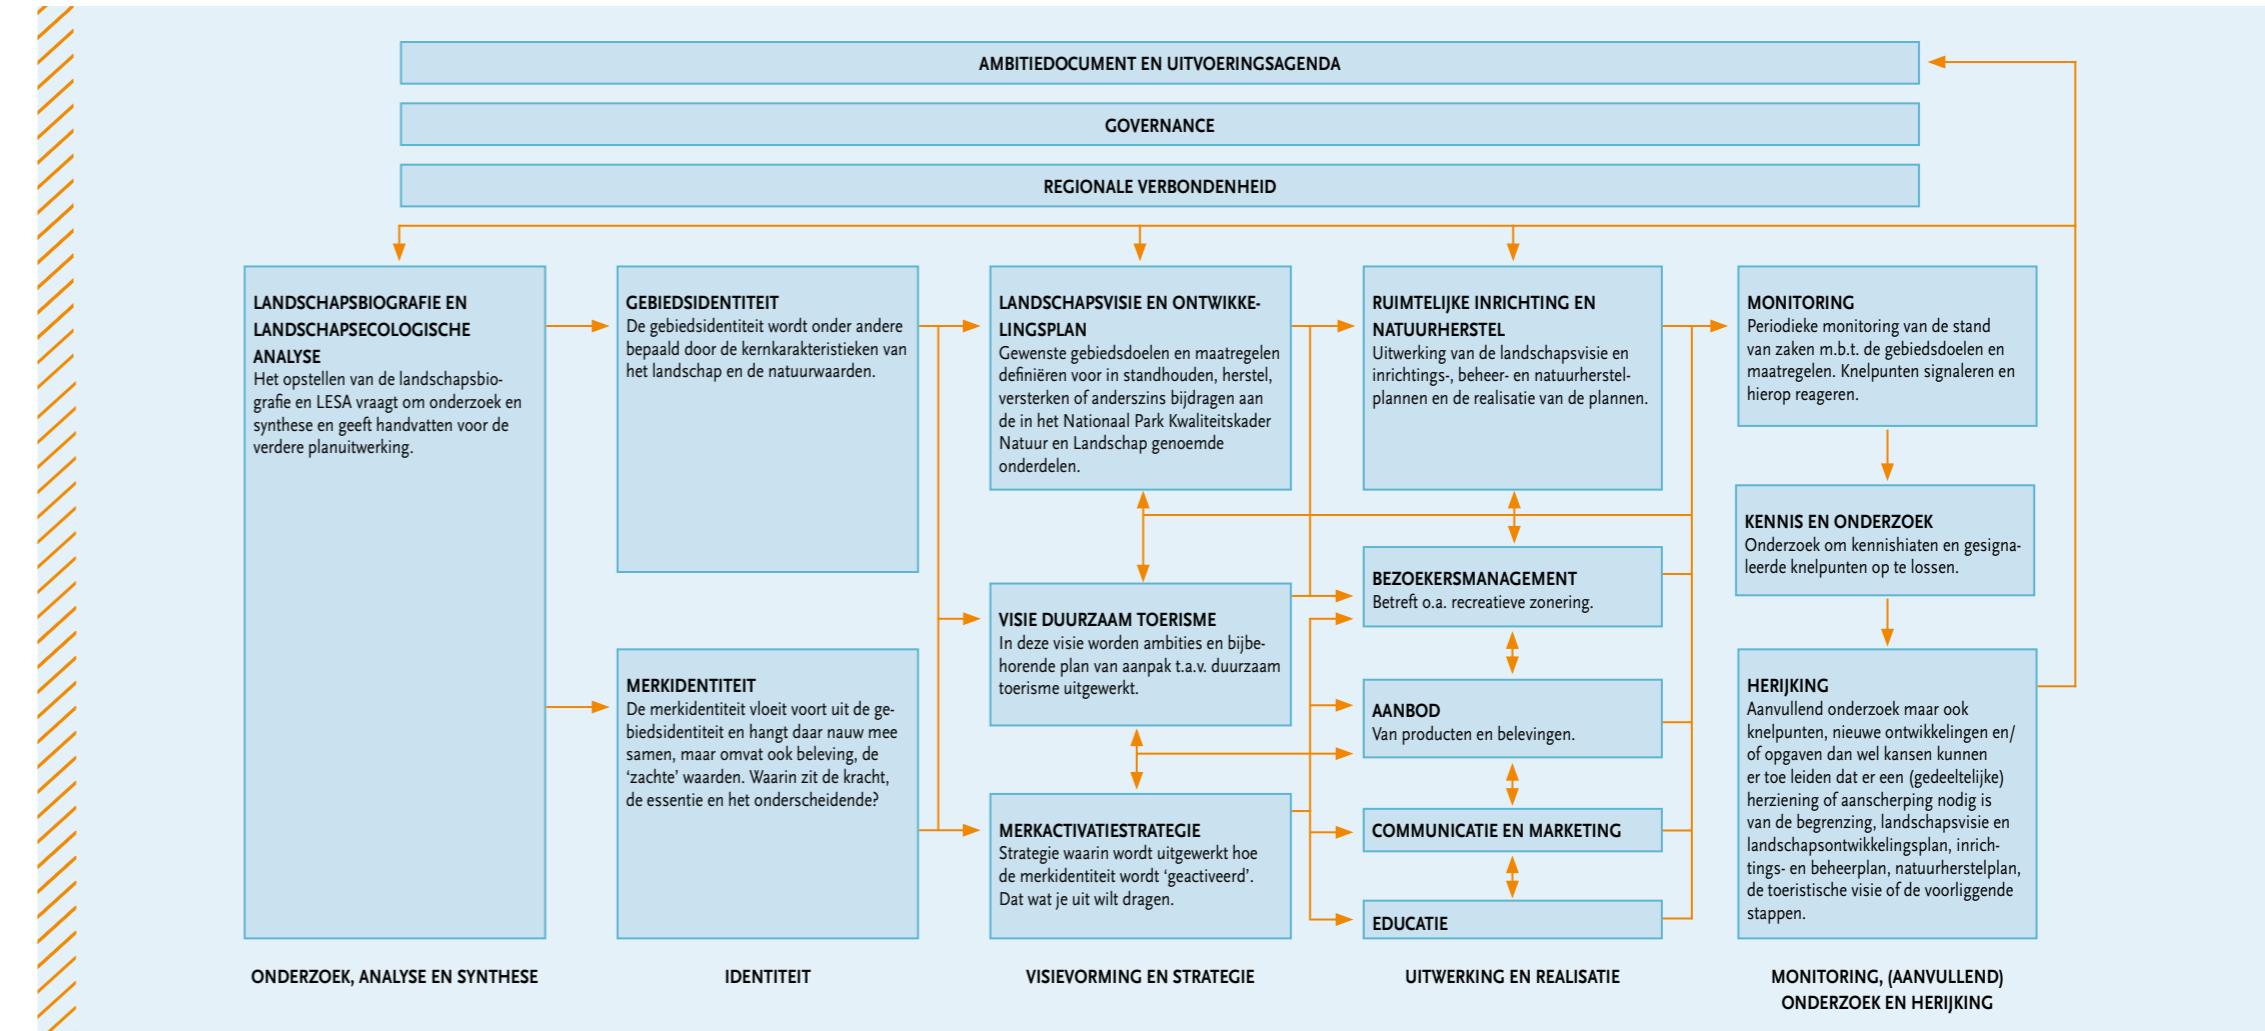 AMBITIEDOCUMENT EN UITVOERINGSAGENDA
GOVERNANCE
REGIONALE VERBONDENHEID
LANDSCHAPSBIOGRAFIE EN
LANDSCHAPSECOLOGISCHE
ANALYSE
Het opstellen van de landschapsbio-
grafie en LESA vraagt om onderzoek en
synthese en geeft handvatten voor de
verdere planuitwerking.
GEBIEDSIDENTITEIT
De gebiedsidentiteit wordt onder andere
bepaald door de kernkarakteristieken van
het landschap en de natuurwaarden.
MERKIDENTITEIT
De merkidentiteit vloeit voort uit de ge-
biedsidentiteit en hangt daar nauw mee
samen, maar omvat ook beleving, de
‘zachte’ waarden. Waarin zit de kracht,
de essentie en het onderscheidende?
LANDSCHAPSVISIE EN ONTWIKKE-
LINGSPLAN
Gewenste gebiedsdoelen en maatregelen
definiëren voor in standhouden, herstel,
versterken of anderszins bijdragen aan
de in het Nationaal Park Kwaliteitskader
Natuur en Landschap genoemde
onderdelen.
VISIE DUURZAAM TOERISME
In deze visie worden ambities en bijbe-
horende plan van aanpak t.a.v. duurzaam
toerisme uitgewerkt.
MERKACTIVATIESTRATEGIE
Strategie waarin wordt uitgewerkt hoe
de merkidentiteit wordt ‘geactiveerd’.
Dat wat je uit wilt dragen.
RUIMTELIJKE INRICHTING EN
NATUURHERSTEL
Uitwerking van de landschapsvisie en
inrichtings-, beheer- en natuurherstel-
plannen en de realisatie van de plannen.
BEZOEKERSMANAGEMENT
Betreft o.a. recreatieve zonering.
AANBOD
Van producten en belevingen.
COMMUNICATIE EN MARKETING
EDUCATIE
MONITORING
Periodieke monitoring van de stand
van zaken m.b.t. de gebiedsdoelen en
maatregelen. Knelpunten signaleren en
hierop reageren.
KENNIS EN ONDERZOEK
Onderzoek om kennishiaten en gesigna-
leerde knelpunten op te lossen.
HERIJKING
Aanvullend onderzoek maar ook
knelpunten, nieuwe ontwikkelingen en/
of opgaven dan wel kansen kunnen
er toe leiden dat er een (gedeeltelijke)
herziening of aanscherping nodig is
van de begrenzing, landschapsvisie en
landschapsontwikkelingsplan, inrich-
tings- en beheerplan, natuurherstelplan,
de toeristische visie of de voorliggende
stappen.
ONDERZOEK, ANALYSE EN SYNTHESE
IDENTITEIT
VISIEVORMING EN STRATEGIE
UITWERKING EN REALISATIE
MONITORING, (AANVULLEND)
ONDERZOEK EN HERIJKING